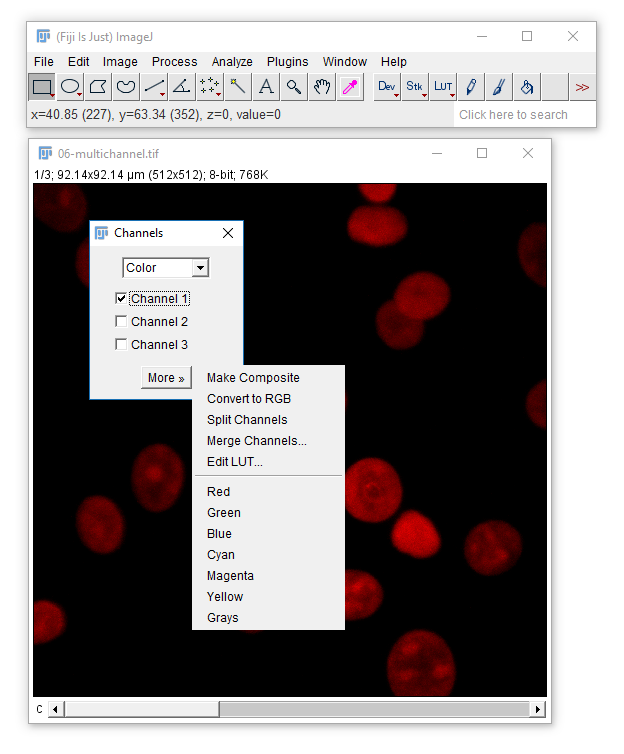 (Fiji Is Just) ImageJ
File Edit Image Process Analyze Plugins Window Help
A Dev Stk LUT >>
x=40.85 (227), y=63.34 (352), z=0, value=0 Click here to search
06-multichannel.tif
1/3; 92.14x92.14 µm (512x512); 8-bit; 768K
Channels
Color
Channel 1
Channel 2
Channel 3
More »
Make Composite
Convert to RGB
Split Channels
Merge Channels...
Edit LUT...
Red
Green
Blue
Cyan
Magenta
Yellow
Grays
c